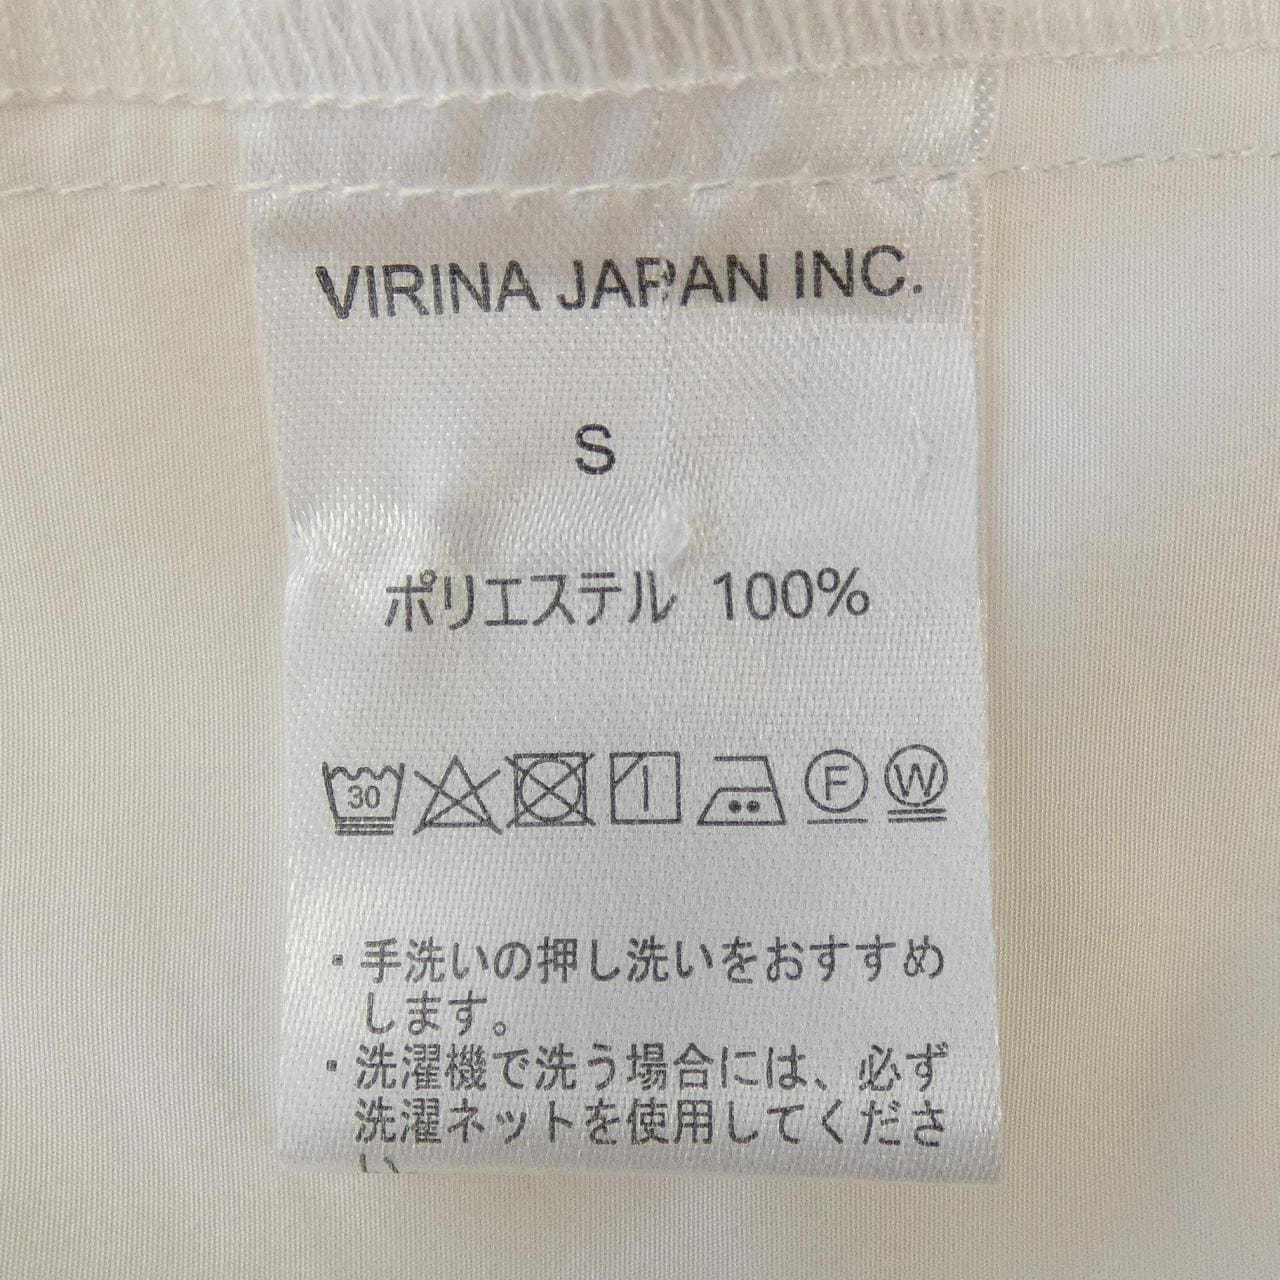 VIRINA JAPAN INC.
S
ポリエステル 100%
30 F W
・手洗いの押し洗いをおすすめ
します。
・洗濯機で洗う場合には、必ず
洗濯ネットを使用してくださ
い